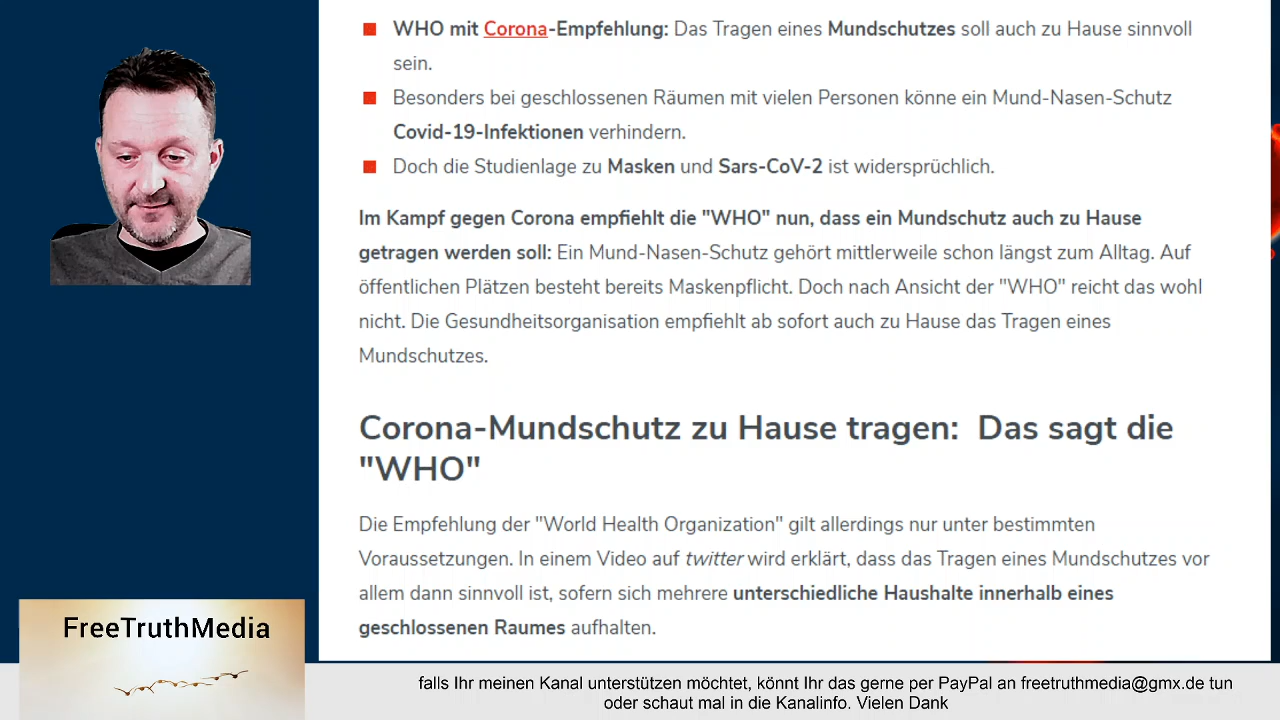 WHO mit Corona-Empfehlung: Das Tragen eines Mundschutzes soll auch zu Hause sinnvoll
sein.
Besonders bei geschlossenen Räumen mit vielen Personen könne ein Mund-Nasen-Schutz
Covid-19-Infektionen verhindern.
Doch die Studienlage zu Masken und Sars-CoV-2 ist widersprüchlich.
Im Kampf gegen Corona empfiehlt die "WHO" nun, dass ein Mundschutz auch zu Hause
getragen werden soll: Ein Mund-Nasen-Schutz gehört mittlerweile schon längst zum Alltag. Auf
öffentlichen Plätzen besteht bereits Maskenpflicht. Doch nach Ansicht der "WHO" reicht das wohl
nicht. Die Gesundheitsorganisation empfiehlt ab sofort auch zu Hause das Tragen eines
Mundschutzes.
Corona-Mundschutz zu Hause tragen: Das sagt die
"WHO"
Die Empfehlung der "World Health Organization" gilt allerdings nur unter bestimmten
Voraussetzungen. In einem Video auf twitter wird erklärt, dass das Tragen eines Mundschutzes vor
allem dann sinnvoll ist, sofern sich mehrere unterschiedliche Haushalte innerhalb eines
geschlossenen Raumes aufhalten.
FreeTruthMedia
falls Ihr meinen Kanal unterstützen möchtet, könnt Ihr das gerne per PayPal an freetruthmedia@gmx.de tun
oder schaut mal in die Kanalinfo. Vielen Dank